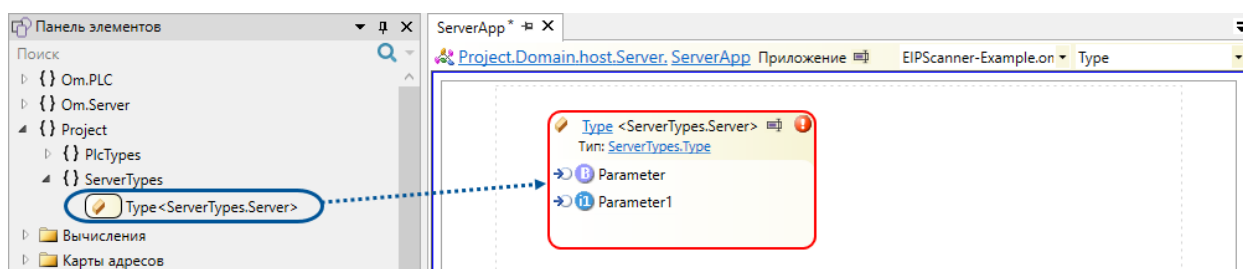 Панель элементов
Поиск
{} Om.PLC
{} Om.Server
{} Project
{} PlcTypes
{} ServerTypes
Type<ServerTypes.Server>
Вычисления
Карты адресов
ServerApp*
Project.Domain.host.Server. ServerApp Приложение EIPScanner-Example.on Type
Type <ServerTypes.Server>
Тип: ServerTypes.Type
B Parameter
i1 Parameter1